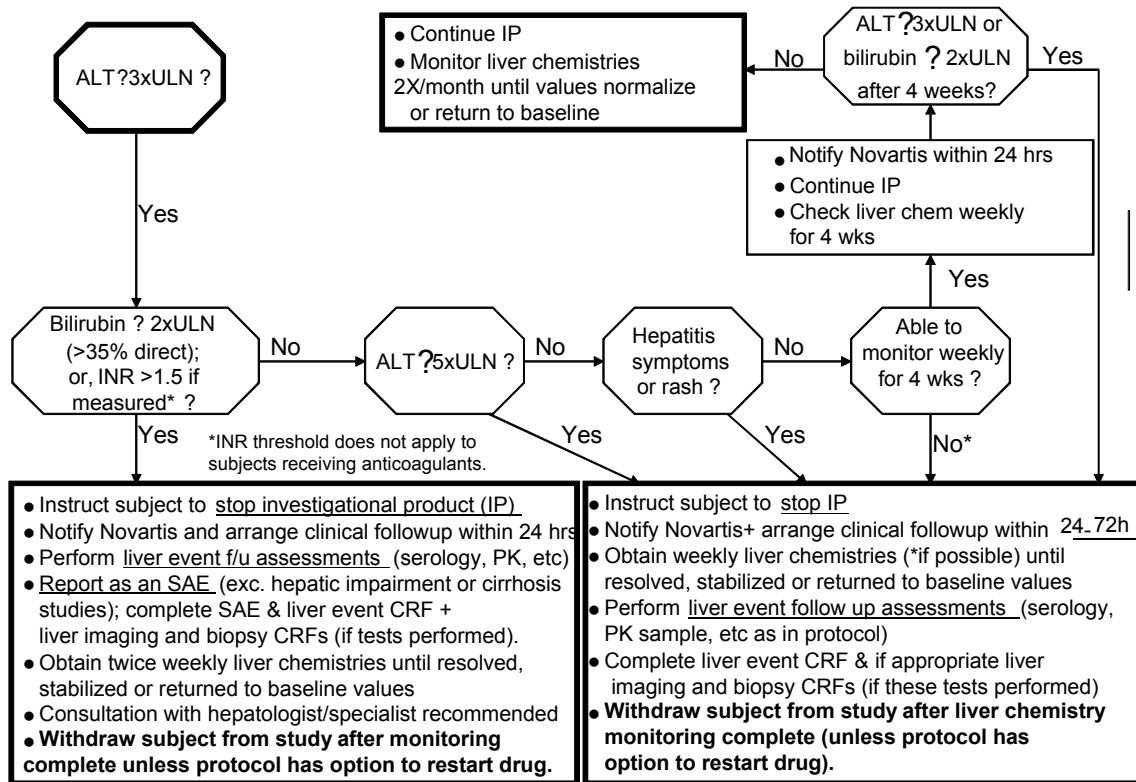 ALT?3xULN ?
● Continue IP
● Monitor liver chemistries
2X/month until values normalize
or return to baseline
No
ALT ?3xULN or
bilirubin ? 2xULN
after 4 weeks?
Yes
● Notify Novartis within 24 hrs
● Continue IP
● Check liver chem weekly
for 4 wks
Yes
Yes
Bilirubin ? 2xULN
(>35% direct);
or, INR >1.5 if
measured* ?
No
ALT?5xULN ?
No
Hepatitis
symptoms
or rash ?
No
Able to
monitor weekly
for 4 wks ?
Yes
*INR threshold does not apply to
subjects receiving anticoagulants.
Yes
Yes
No*
● Instruct subject to stop investigational product (IP)
● Notify Novartis and arrange clinical followup within 24 hrs
● Perform liver event f/u assessments (serology, PK, etc)
● Report as an SAE (exc. hepatic impairment or cirrhosis
studies); complete SAE & liver event CRF +
liver imaging and biopsy CRFs (if tests performed).
● Obtain twice weekly liver chemistries until resolved,
stabilized or returned to baseline values
● Consultation with hepatologist/specialist recommended
● Withdraw subject from study after monitoring
complete unless protocol has option to restart drug.
● Instruct subject to stop IP
● Notify Novartis+ arrange clinical followup within 24-72h
● Obtain weekly liver chemistries (*if possible) until
resolved, stabilized or returned to baseline values
● Perform liver event follow up assessments (serology,
PK sample, etc as in protocol)
● Complete liver event CRF & if appropriate liver
imaging and biopsy CRFs (if these tests performed)
● Withdraw subject from study after liver chemistry
monitoring complete (unless protocol has
option to restart drug).